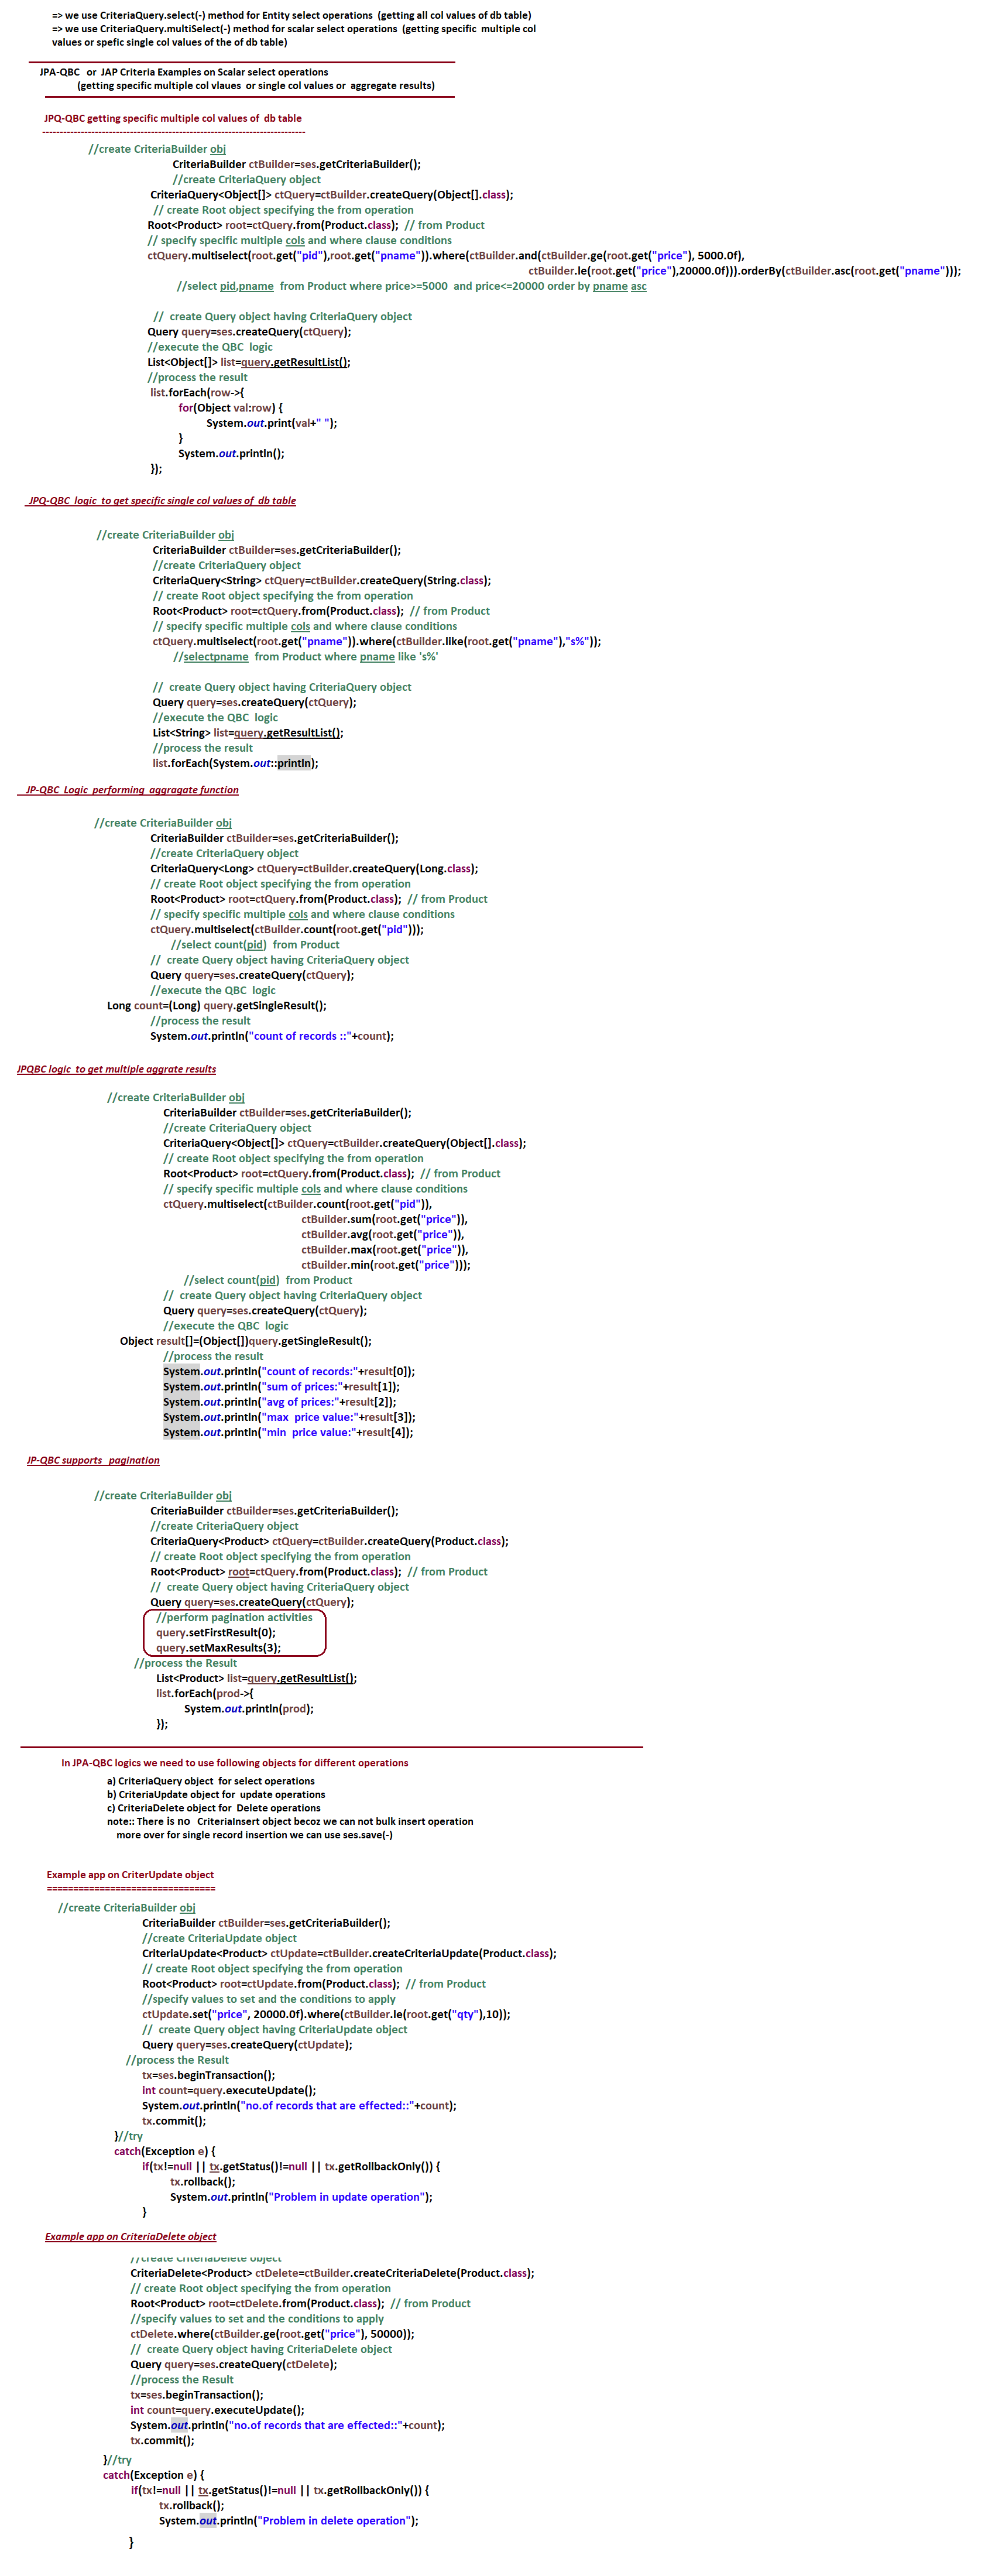 => we use CriteriaQuery.select(-) method for Entity select operations  (getting all col values of db table)
=> we use CriteriaQuery.multiSelect(-) method for scalar select operations  (getting specific  multiple col
values or spefic single col values of the of db table)
JPA-QBC   or  JAP Criteria Examples on Scalar select operations
(getting specific multiple col vlaues  or single col values or  aggregate results)
JPQ-QBC getting specific multiple col values of  db table
---------------------------------------------------------------------------
//create CriteriaBuilder obj
CriteriaBuilder ctBuilder=ses.getCriteriaBuilder();
//create CriteriaQuery object
CriteriaQuery<Object[]> ctQuery=ctBuilder.createQuery(Object[].class);
// create Root object specifying the from operation
Root<Product> root=ctQuery.from(Product.class);  // from Product
// specify specific multiple cols and where clause conditions
ctQuery.multiselect(root.get("pid"),root.get("pname")).where(ctBuilder.and(ctBuilder.ge(root.get("price"), 5000.0f),
ctBuilder.le(root.get("price"),20000.0f))).orderBy(ctBuilder.asc(root.get("pname")));
//select pid,pname  from Product where price>=5000  and price<=20000 order by pname asc
//  create Query object having CriteriaQuery object
Query query=ses.createQuery(ctQuery);
//execute the QBC  logic
List<Object[]> list=query.getResultList();
//process the result
list.forEach(row->{
for(Object val:row) {
System.out.print(val+" ");
}
System.out.println();
});
JPQ-QBC  logic  to get specific single col values of  db table
//create CriteriaBuilder obj
CriteriaBuilder ctBuilder=ses.getCriteriaBuilder();
//create CriteriaQuery object
CriteriaQuery<String> ctQuery=ctBuilder.createQuery(String.class);
// create Root object specifying the from operation
Root<Product> root=ctQuery.from(Product.class);  // from Product
// specify specific multiple cols and where clause conditions
ctQuery.multiselect(root.get("pname")).where(ctBuilder.like(root.get("pname"),"s%"));
//selectpname  from Product where pname like 's%'
//  create Query object having CriteriaQuery object
Query query=ses.createQuery(ctQuery);
//execute the QBC  logic
List<String> list=query.getResultList();
//process the result
list.forEach(System.out::println);
JP-QBC  Logic  performing  aggragate function
//create CriteriaBuilder obj
CriteriaBuilder ctBuilder=ses.getCriteriaBuilder();
//create CriteriaQuery object
CriteriaQuery<Long> ctQuery=ctBuilder.createQuery(Long.class);
// create Root object specifying the from operation
Root<Product> root=ctQuery.from(Product.class);  // from Product
// specify specific multiple cols and where clause conditions
ctQuery.multiselect(ctBuilder.count(root.get("pid")));
//select count(pid)  from Product
//  create Query object having CriteriaQuery object
Query query=ses.createQuery(ctQuery);
//execute the QBC  logic
Long count=(Long) query.getSingleResult();
//process the result
System.out.println("count of records ::"+count);
JPQBC logic  to get multiple aggrate results
//create CriteriaBuilder obj
CriteriaBuilder ctBuilder=ses.getCriteriaBuilder();
//create CriteriaQuery object
CriteriaQuery<Object[]> ctQuery=ctBuilder.createQuery(Object[].class);
// create Root object specifying the from operation
Root<Product> root=ctQuery.from(Product.class);  // from Product
// specify specific multiple cols and where clause conditions
ctQuery.multiselect(ctBuilder.count(root.get("pid")),
ctBuilder.sum(root.get("price")),
ctBuilder.avg(root.get("price")),
ctBuilder.max(root.get("price")),
ctBuilder.min(root.get("price")));
//select count(pid)  from Product
//  create Query object having CriteriaQuery object
Query query=ses.createQuery(ctQuery);
//execute the QBC  logic
Object result[]=(Object[])query.getSingleResult();
//process the result
System.out.println("count of records:"+result[0]);
System.out.println("sum of prices:"+result[1]);
System.out.println("avg of prices:"+result[2]);
System.out.println("max  price value:"+result[3]);
System.out.println("min  price value:"+result[4]);
JP-QBC supports   pagination
//create CriteriaBuilder obj
CriteriaBuilder ctBuilder=ses.getCriteriaBuilder();
//create CriteriaQuery object
CriteriaQuery<Product> ctQuery=ctBuilder.createQuery(Product.class);
// create Root object specifying the from operation
Root<Product> root=ctQuery.from(Product.class);  // from Product
//  create Query object having CriteriaQuery object
Query query=ses.createQuery(ctQuery);
//perform pagination activities
query.setFirstResult(0);
query.setMaxResults(3);
//process the Result
List<Product> list=query.getResultList();
list.forEach(prod->{
System.out.println(prod);
});
In JPA-QBC logics we need to use following objects for different operations
a) CriteriaQuery object  for select operations
b) CriteriaUpdate object for  update operations
c) CriteriaDelete object for  Delete operations
note:: There is no   CriteriaInsert object becoz we can not bulk insert operation
more over for single record insertion we can use ses.save(-)
Example app on CriterUpdate object
================================
//create CriteriaBuilder obj
CriteriaBuilder ctBuilder=ses.getCriteriaBuilder();
//create CriteriaUpdate object
CriteriaUpdate<Product> ctUpdate=ctBuilder.createCriteriaUpdate(Product.class);
// create Root object specifying the from operation
Root<Product> root=ctUpdate.from(Product.class);  // from Product
//specify values to set and the conditions to apply
ctUpdate.set("price", 20000.0f).where(ctBuilder.le(root.get("qty"),10));
//  create Query object having CriteriaUpdate object
Query query=ses.createQuery(ctUpdate);
//process the Result
tx=ses.beginTransaction();
int count=query.executeUpdate();
System.out.println("no.of records that are effected::"+count);
tx.commit();
}//try
catch(Exception e) {
if(tx!=null || tx.getStatus()!=null || tx.getRollbackOnly()) {
tx.rollback();
System.out.println("Problem in update operation");
}
Example app on CriteriaDelete object
//create CriteriaDelete object
CriteriaDelete<Product> ctDelete=ctBuilder.createCriteriaDelete(Product.class);
// create Root object specifying the from operation
Root<Product> root=ctDelete.from(Product.class);  // from Product
//specify values to set and the conditions to apply
ctDelete.where(ctBuilder.ge(root.get("price"), 50000));
//  create Query object having CriteriaDelete object
Query query=ses.createQuery(ctDelete);
//process the Result
tx=ses.beginTransaction();
int count=query.executeUpdate();
System.out.println("no.of records that are effected::"+count);
tx.commit();
}//try
catch(Exception e) {
if(tx!=null || tx.getStatus()!=null || tx.getRollbackOnly()) {
tx.rollback();
System.out.println("Problem in delete operation");
}